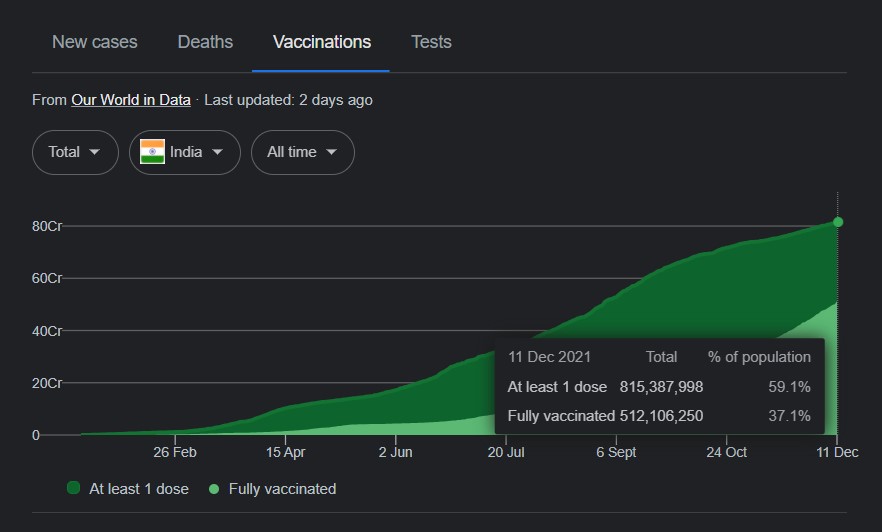 New cases Deaths Vaccinations Tests
From Our World in Data · Last updated: 2 days ago
Total India All time
80Cr
60Cr
40Cr
20Cr
0
11 Dec 2021 Total % of population
At least 1 dose 815,387,998 59.1%
Fully vaccinated 512,106,250 37.1%
26 Feb 15 Apr 2 Jun 20 Jul 6 Sept 24 Oct 11 Dec
At least 1 dose Fully vaccinated